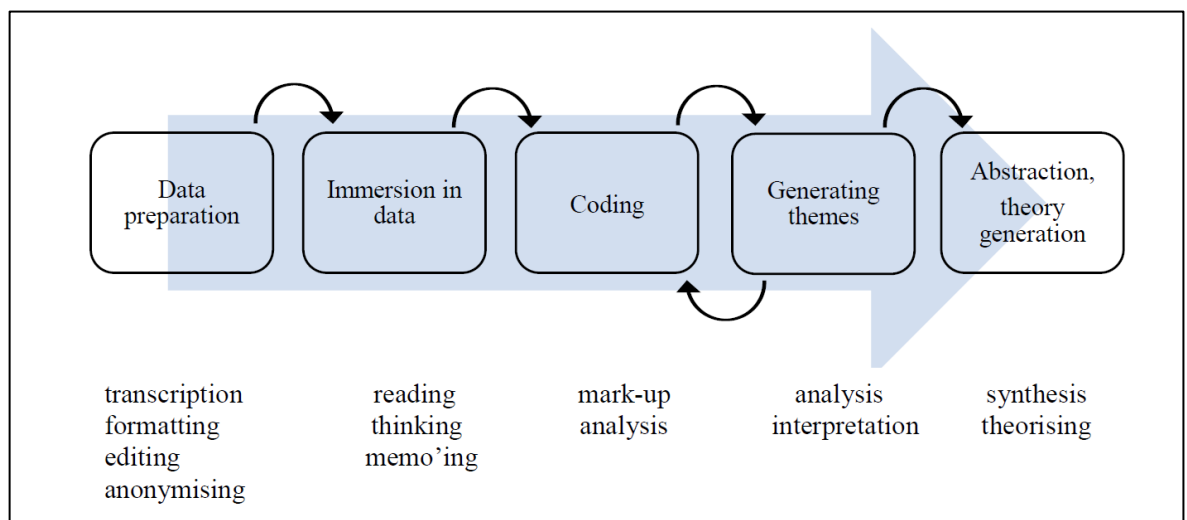 Data
preparation
Immersion in
data
Coding
Generating
themes
Abstraction,
theory
generation
transcription
formatting
editing
anonymising
reading
thinking
memo’ing
mark-up
analysis
analysis
interpretation
synthesis
theorising